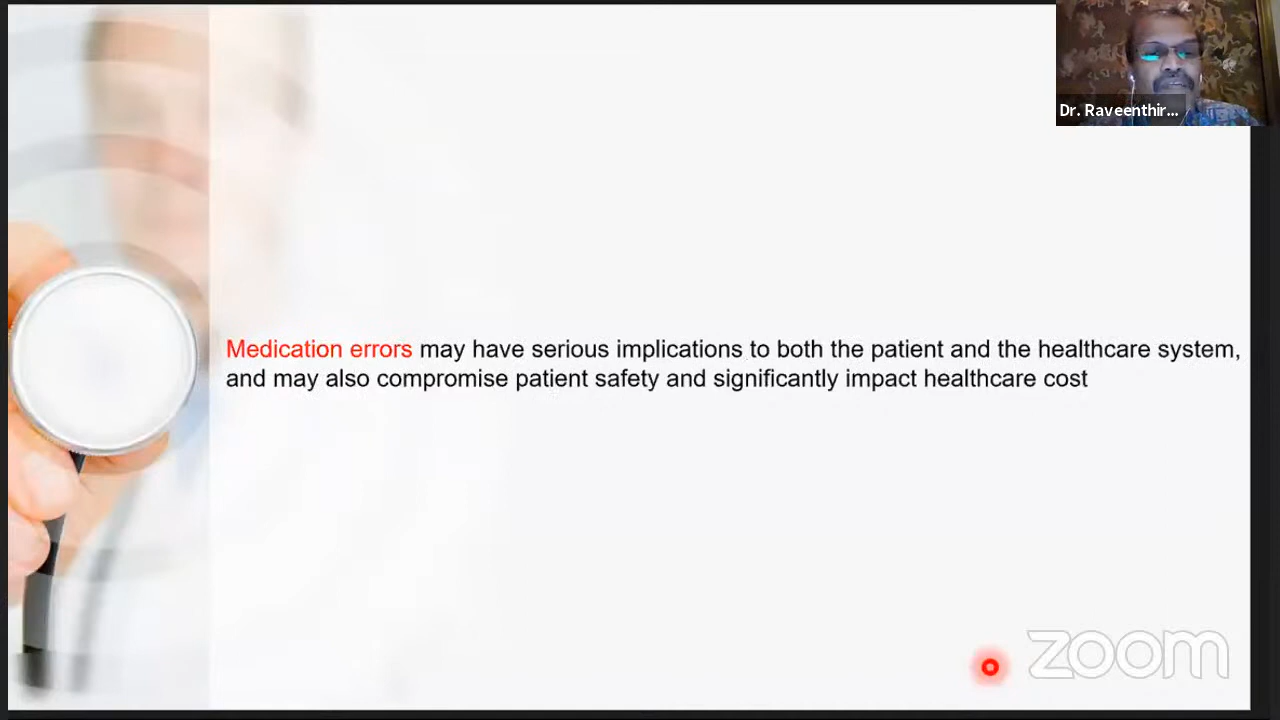 Dr. Raveenthir...
Medication errors may have serious implications to both the patient and the healthcare system,
and may also compromise patient safety and significantly impact healthcare cost
zoom